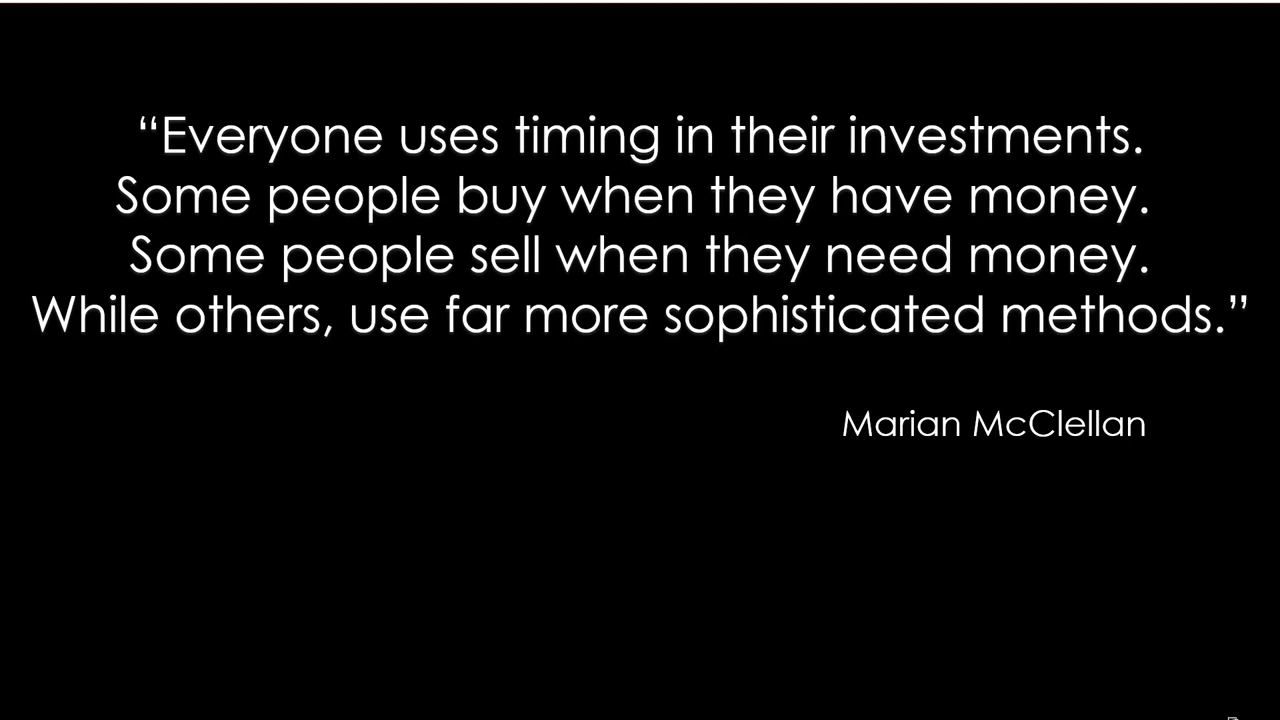 “Everyone uses timing in their investments.
Some people buy when they have money.
Some people sell when they need money.
While others, use far more sophisticated methods.”
Marian McClellan